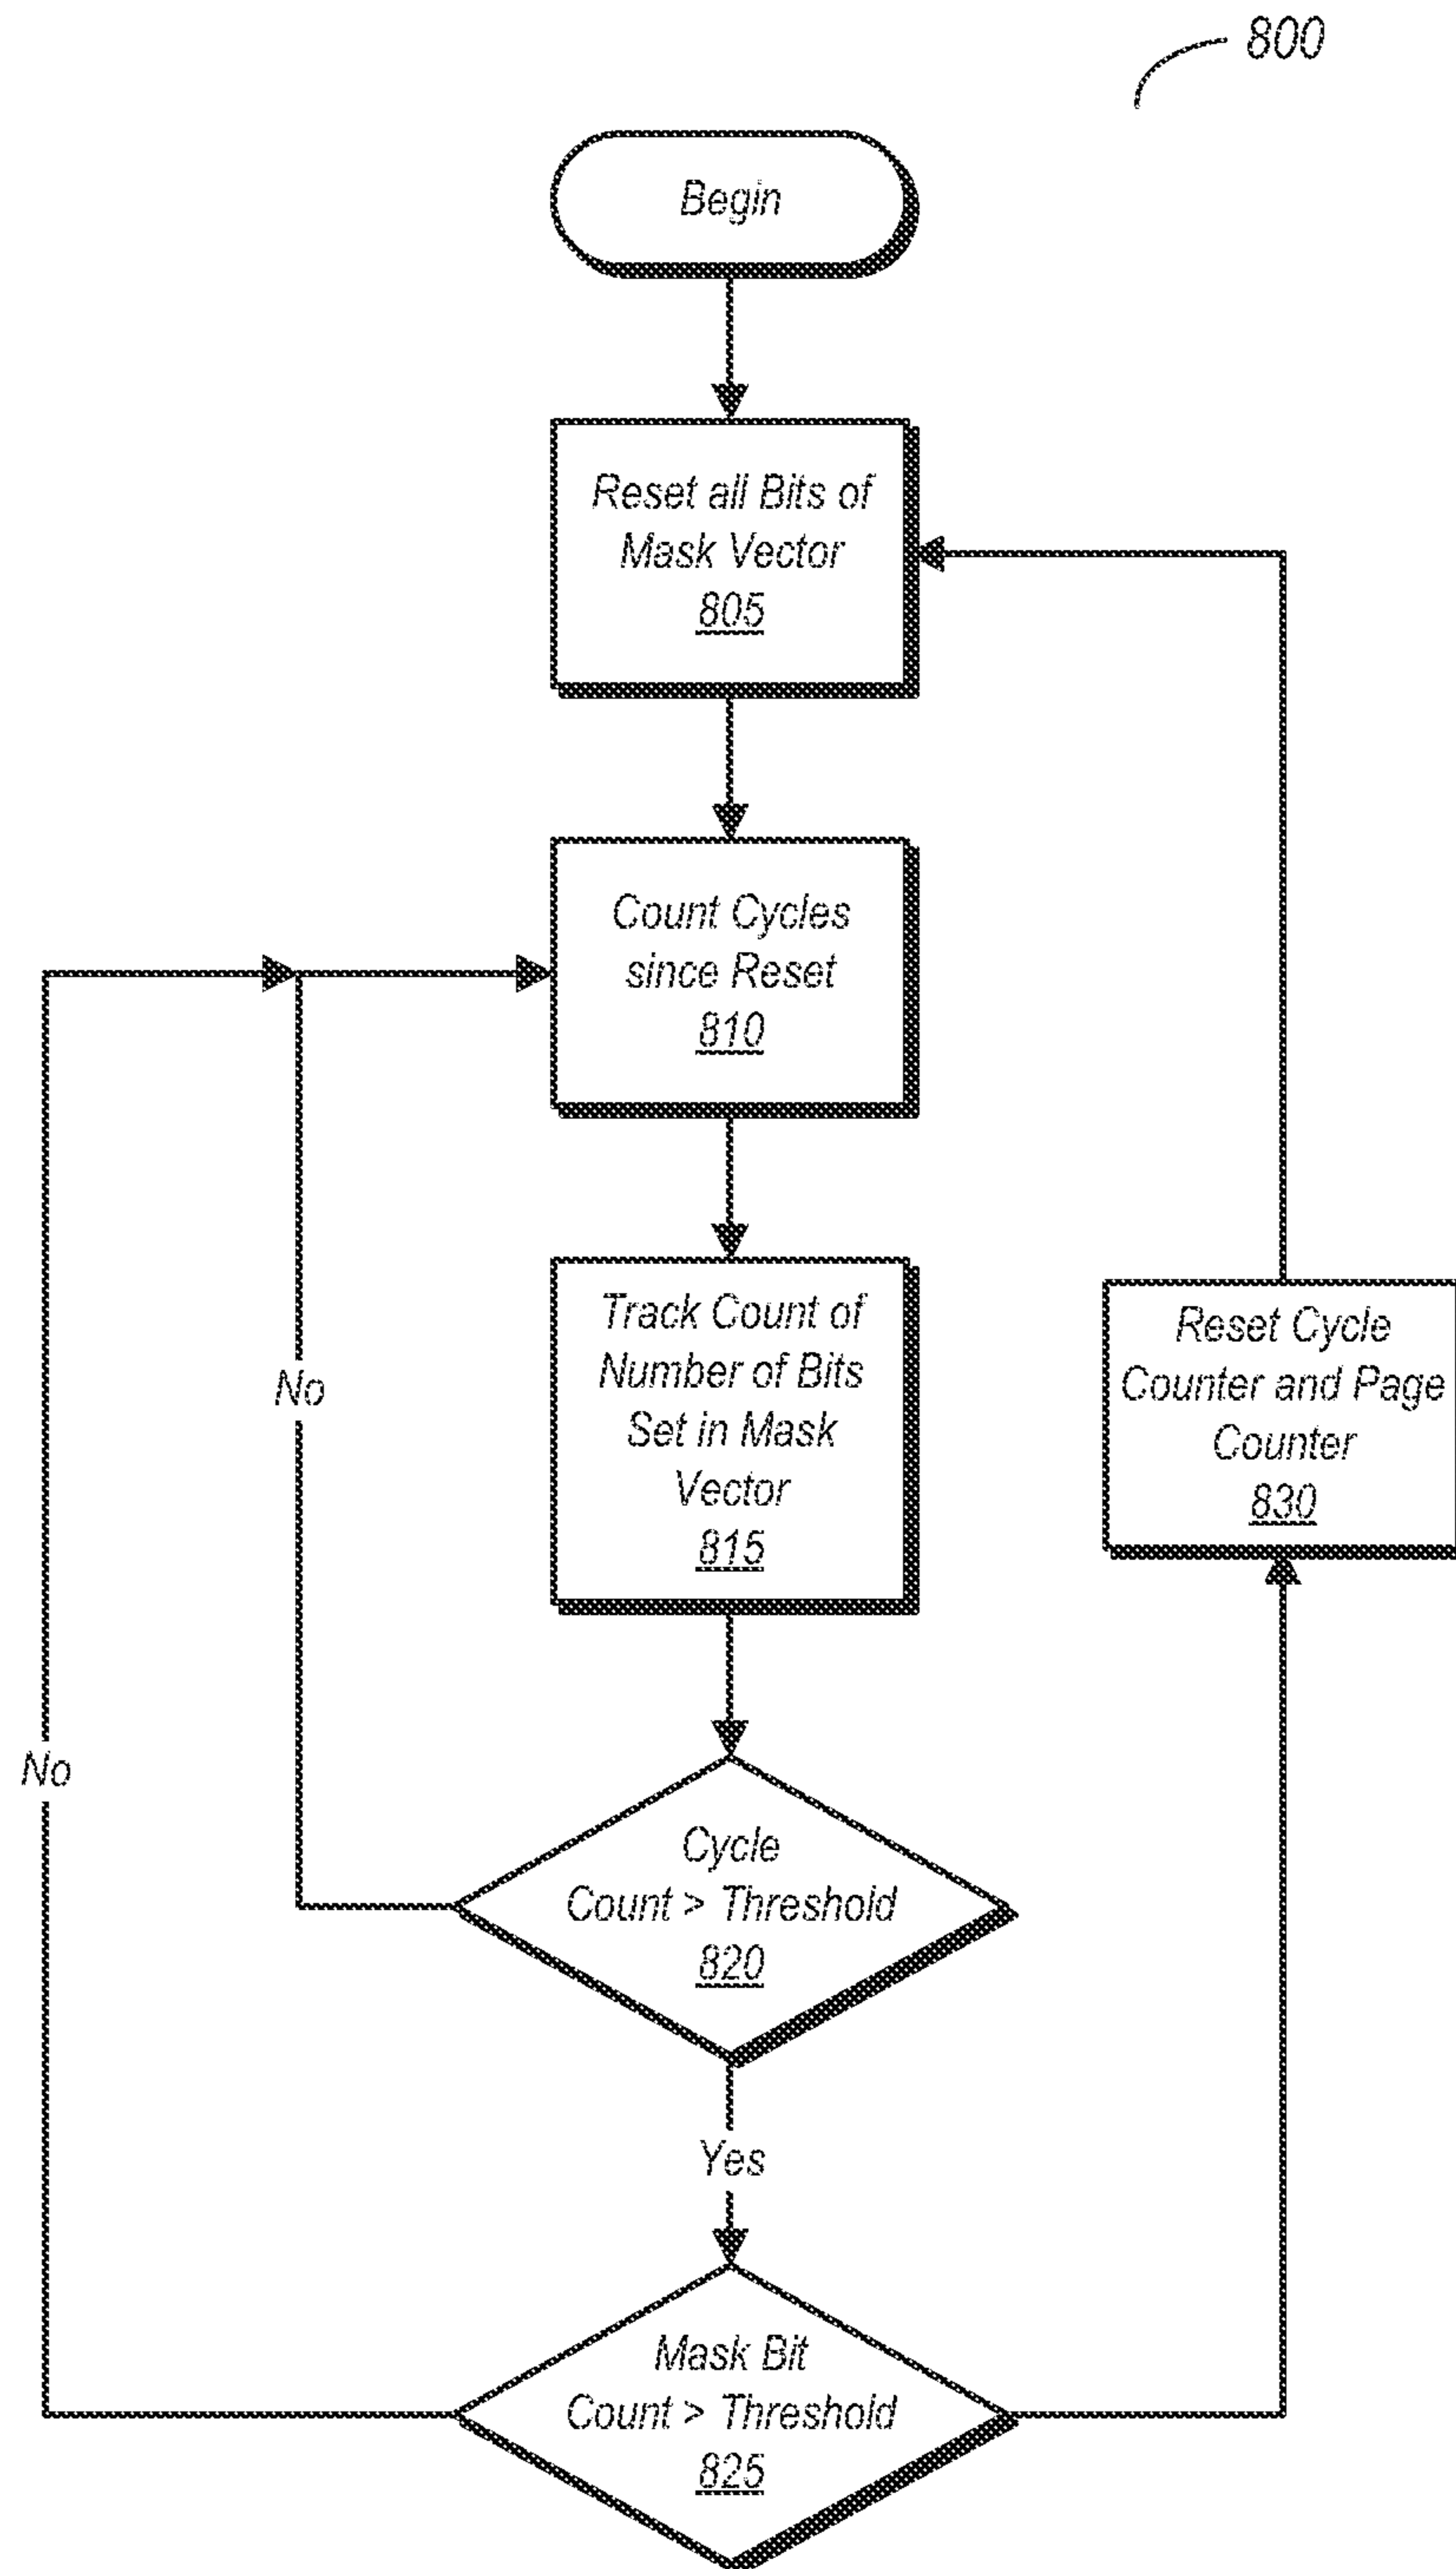 800
Begin
Reset all Bits of
Mask Vector
805
Count Cycles
since Reset
810
Track Count of
Number of Bits
Set in Mask
Vector
815
Reset Cycle
Counter and Page
Counter
830
No
No
Cycle
Count > Threshold
820
Yes
Mask Bit
Count > Threshold
825